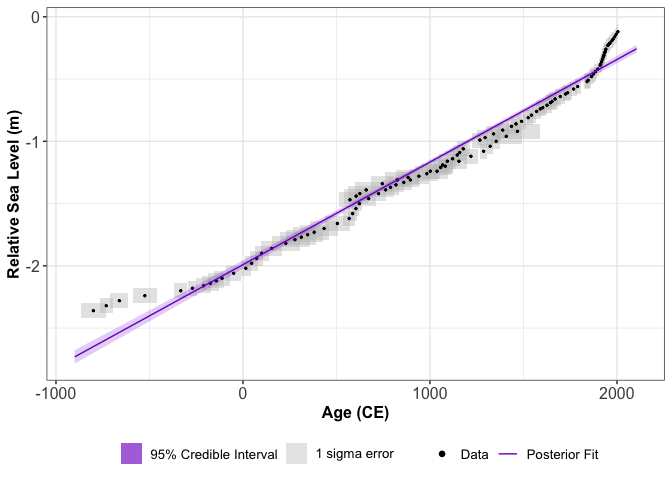 0
-1
-2
Relative Sea Level (m)
-1000 0 1000 2000
Age (CE)
95% Credible Interval 1 sigma error Data Posterior Fit